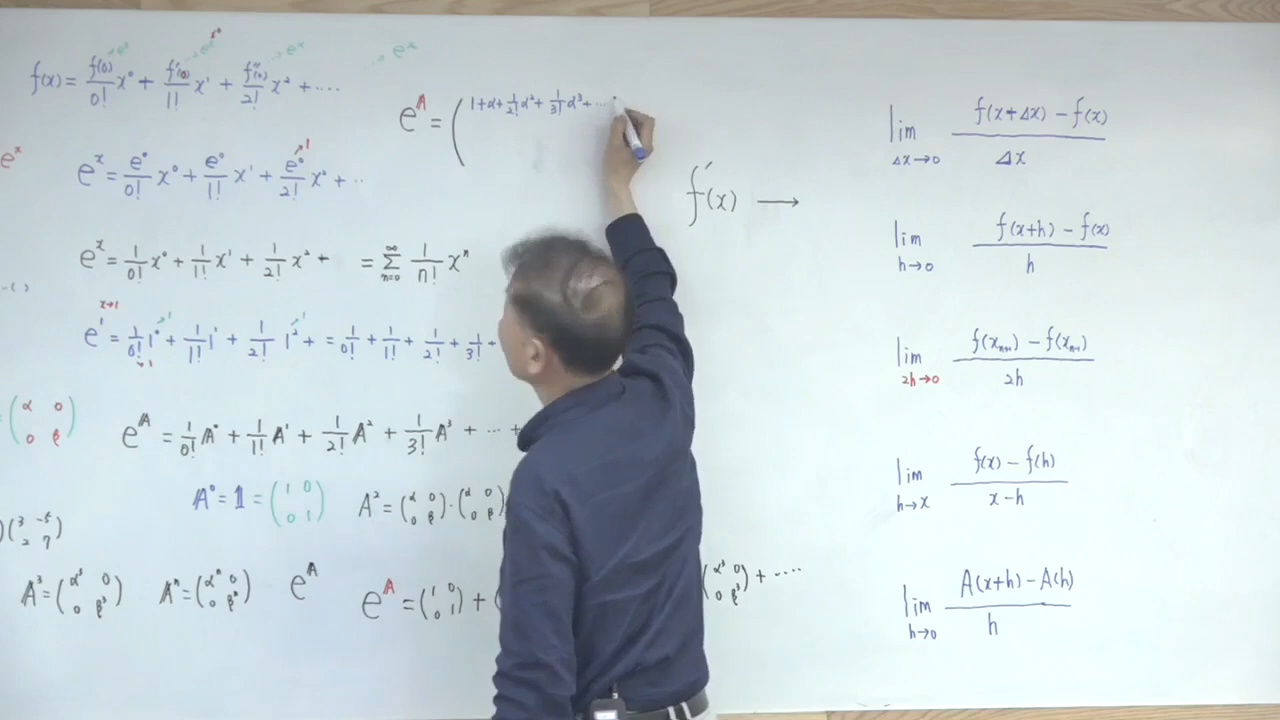 f(x) = f(0)/0! x⁰ + f'(0)/1! x¹ + f''(0)/2! x² + ....
eˣ
eˣ
eˣ = e⁰/0! x⁰ + e⁰/1! x¹ + e⁰/2! x² + ..
eˣ = 1/0! x⁰ + 1/1! x¹ + 1/2! x² + = ∑_{n=0}^{∞} 1/n! xⁿ
x→1
e¹ = 1/0! 1⁰ + 1/1! 1¹ + 1/2! 1² + = 1/0! + 1/1! + 1/2! + 1/3! +
= (α 0
0 β)
e^A = 1/0! A⁰ + 1/1! A¹ + 1/2! A² + 1/3! A³ + ... +
A⁰ = 1 = (1 0
0 1)
A² = (α 0
0 β) · (α 0
0 β)
(3 -5
2 7)
A³ = (α³ 0
0 β³)
Aⁿ = (αⁿ 0
0 βⁿ)
e^A
e^A = (1 0
0 1) + (
(α³ 0
0 β³) + ....
e^A = (1+α+1/2! α²+1/3! α³+...
f'(x) →
lim Δx→0 f(x+Δx) - f(x) / Δx
lim h→0 f(x+h) - f(x) / h
lim 2h→0 f(xₙ₊₁) - f(xₙ₋₁) / 2h
lim h→x f(x) - f(h) / x-h
lim h→0 A(x+h) - A(h) / h